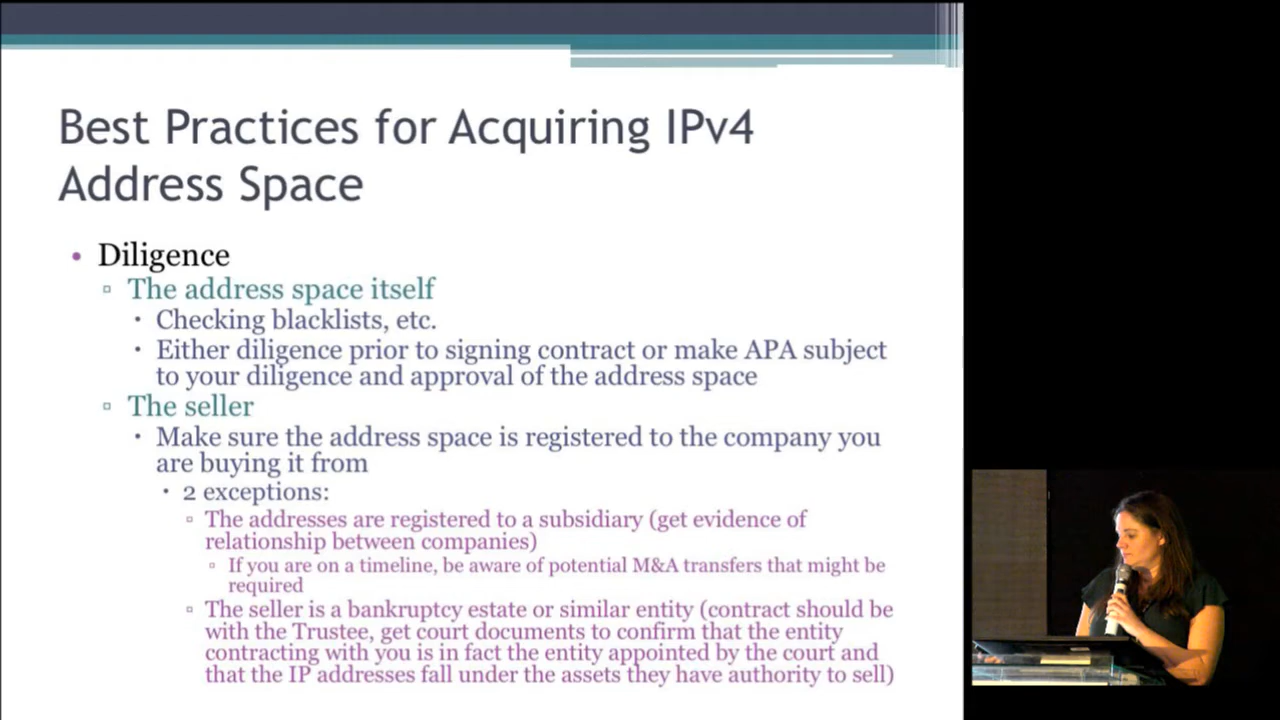 Best Practices for Acquiring IPv4
Address Space
• Diligence
▫ The address space itself
• Checking blacklists, etc.
• Either diligence prior to signing contract or make APA subject
to your diligence and approval of the address space
▫ The seller
• Make sure the address space is registered to the company you
are buying it from
• 2 exceptions:
▫ The addresses are registered to a subsidiary (get evidence of
relationship between companies)
▫ If you are on a timeline, be aware of potential M&A transfers that might be
required
▫ The seller is a bankruptcy estate or similar entity (contract should be
with the Trustee, get court documents to confirm that the entity
contracting with you is in fact the entity appointed by the court and
that the IP addresses fall under the assets they have authority to sell)